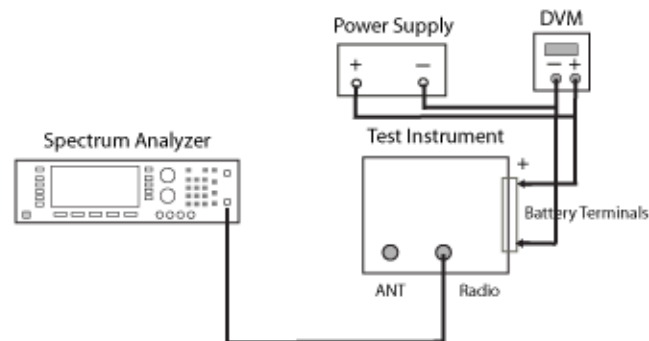 Power Supply
DVM
+ −
− +
Spectrum Analyzer
Test Instrument
+
Battery Terminals
ANT
Radio